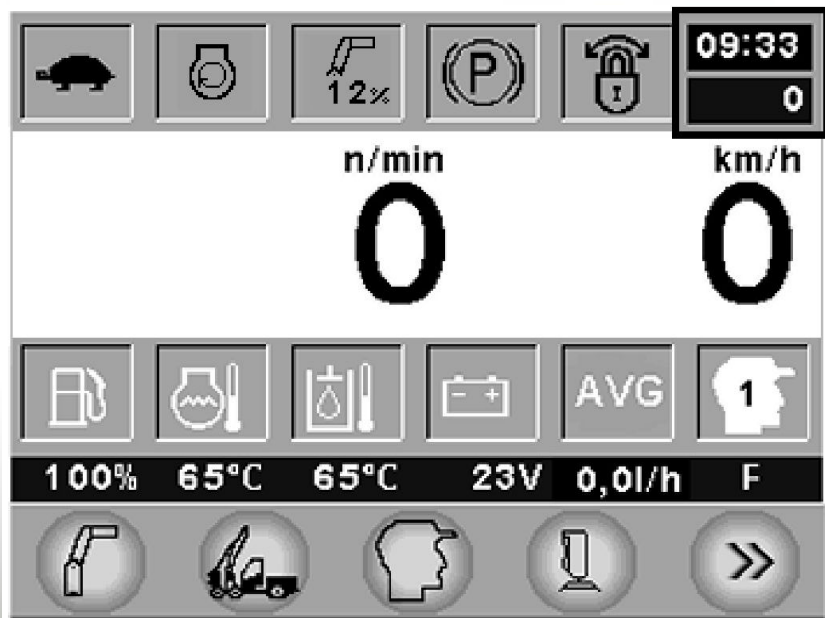 12%
(P)
I
09:33
0
n/min
km/h
0
0
- +
AVG
1
100%
65°C
65°C
23V
0,0l/h
F